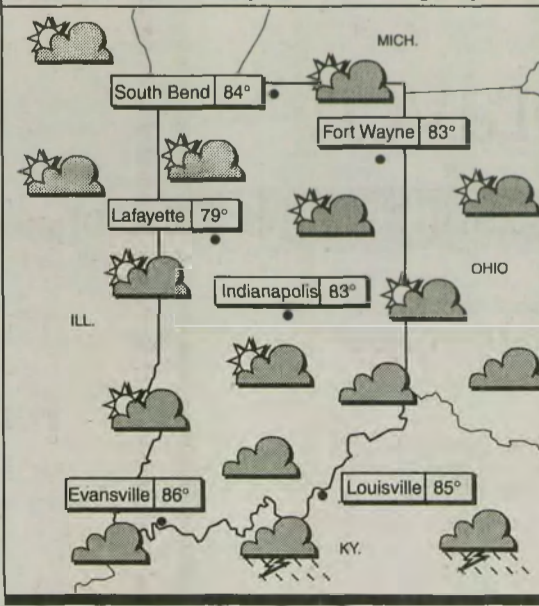 MICH.
South Bend 84°
Fort Wayne 83°
Lafayette 79°
OHIO
Indianapolis 83°
ILL.
Evansville 86°
Louisville 85°
KY.